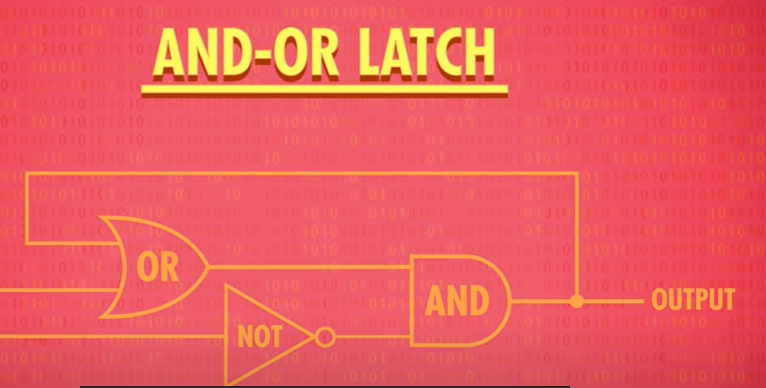 AND-OR LATCH
OR
AND
OUTPUT
NOT